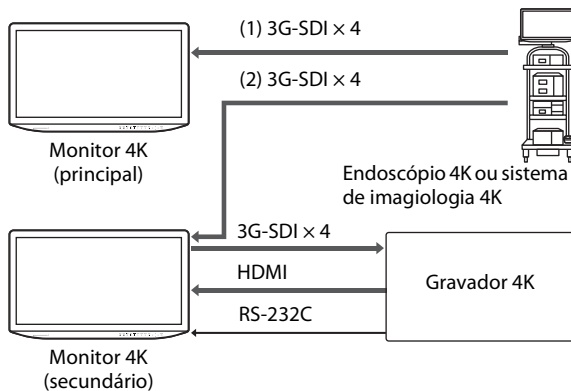 (1) 3G-SDI × 4
(2) 3G-SDI × 4
Monitor 4K
(principal)
Endoscópio 4K ou sistema
de imagiologia 4K
3G-SDI × 4
HDMI
RS-232C
Gravador 4K
Monitor 4K
(secundário)